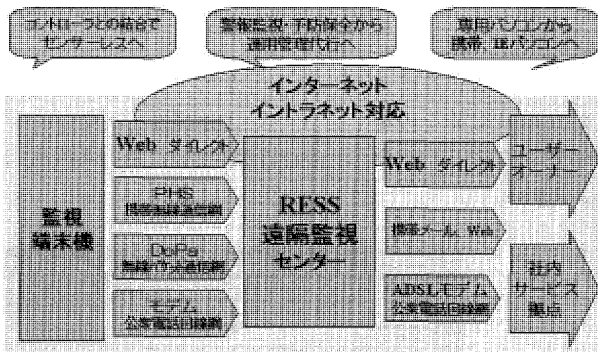 コントローラとの結合で
センサーレスへ
警報監視・予防保全から
運用管理代行へ
専用パソコンから
携帯、IEパソコンへ
インターネット
イントラネット対応
監視
端末機
Web ダイレクト
PHS
携帯無線通信網
DoPa
無線パケット通信網
モデム
公衆電話回線網
RESS
遠隔監視
センター
Web ダイレクト
携帯メール、Web
ADSLモデム
公衆電話回線網
ユーザー
オーナー
社内
サービス
拠点